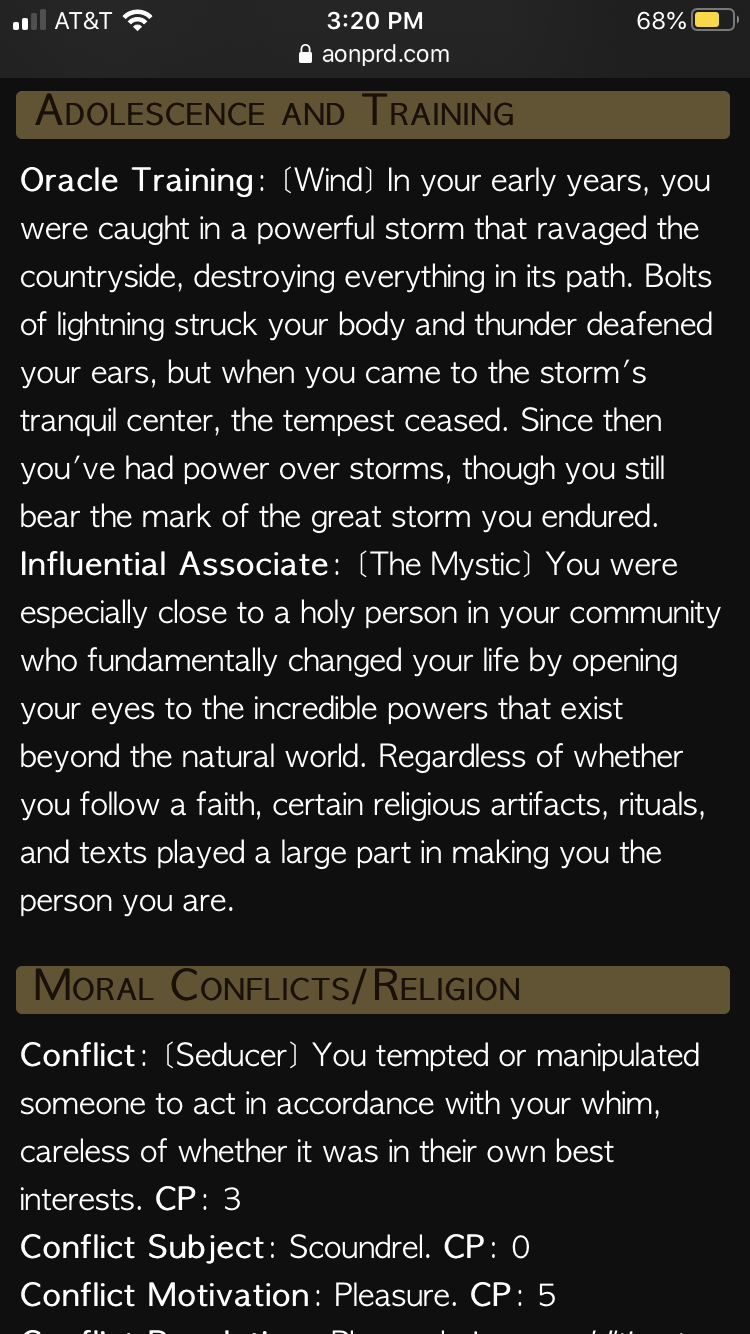 AT&T 3:20 PM 68%
aonprd.com
Adolescence and Training
Oracle Training: [Wind] In your early years, you
were caught in a powerful storm that ravaged the
countryside, destroying everything in its path. Bolts
of lightning struck your body and thunder deafened
your ears, but when you came to the storm's
tranquil center, the tempest ceased. Since then
you've had power over storms, though you still
bear the mark of the great storm you endured.
Influential Associate: [The Mystic] You were
especially close to a holy person in your community
who fundamentally changed your life by opening
your eyes to the incredible powers that exist
beyond the natural world. Regardless of whether
you follow a faith, certain religious artifacts, rituals,
and texts played a large part in making you the
person you are.
Moral Conflicts/Religion
Conflict: [Seducer] You tempted or manipulated
someone to act in accordance with your whim,
careless of whether it was in their own best
interests. CP: 3
Conflict Subject: Scoundrel. CP: 0
Conflict Motivation: Pleasure. CP: 5